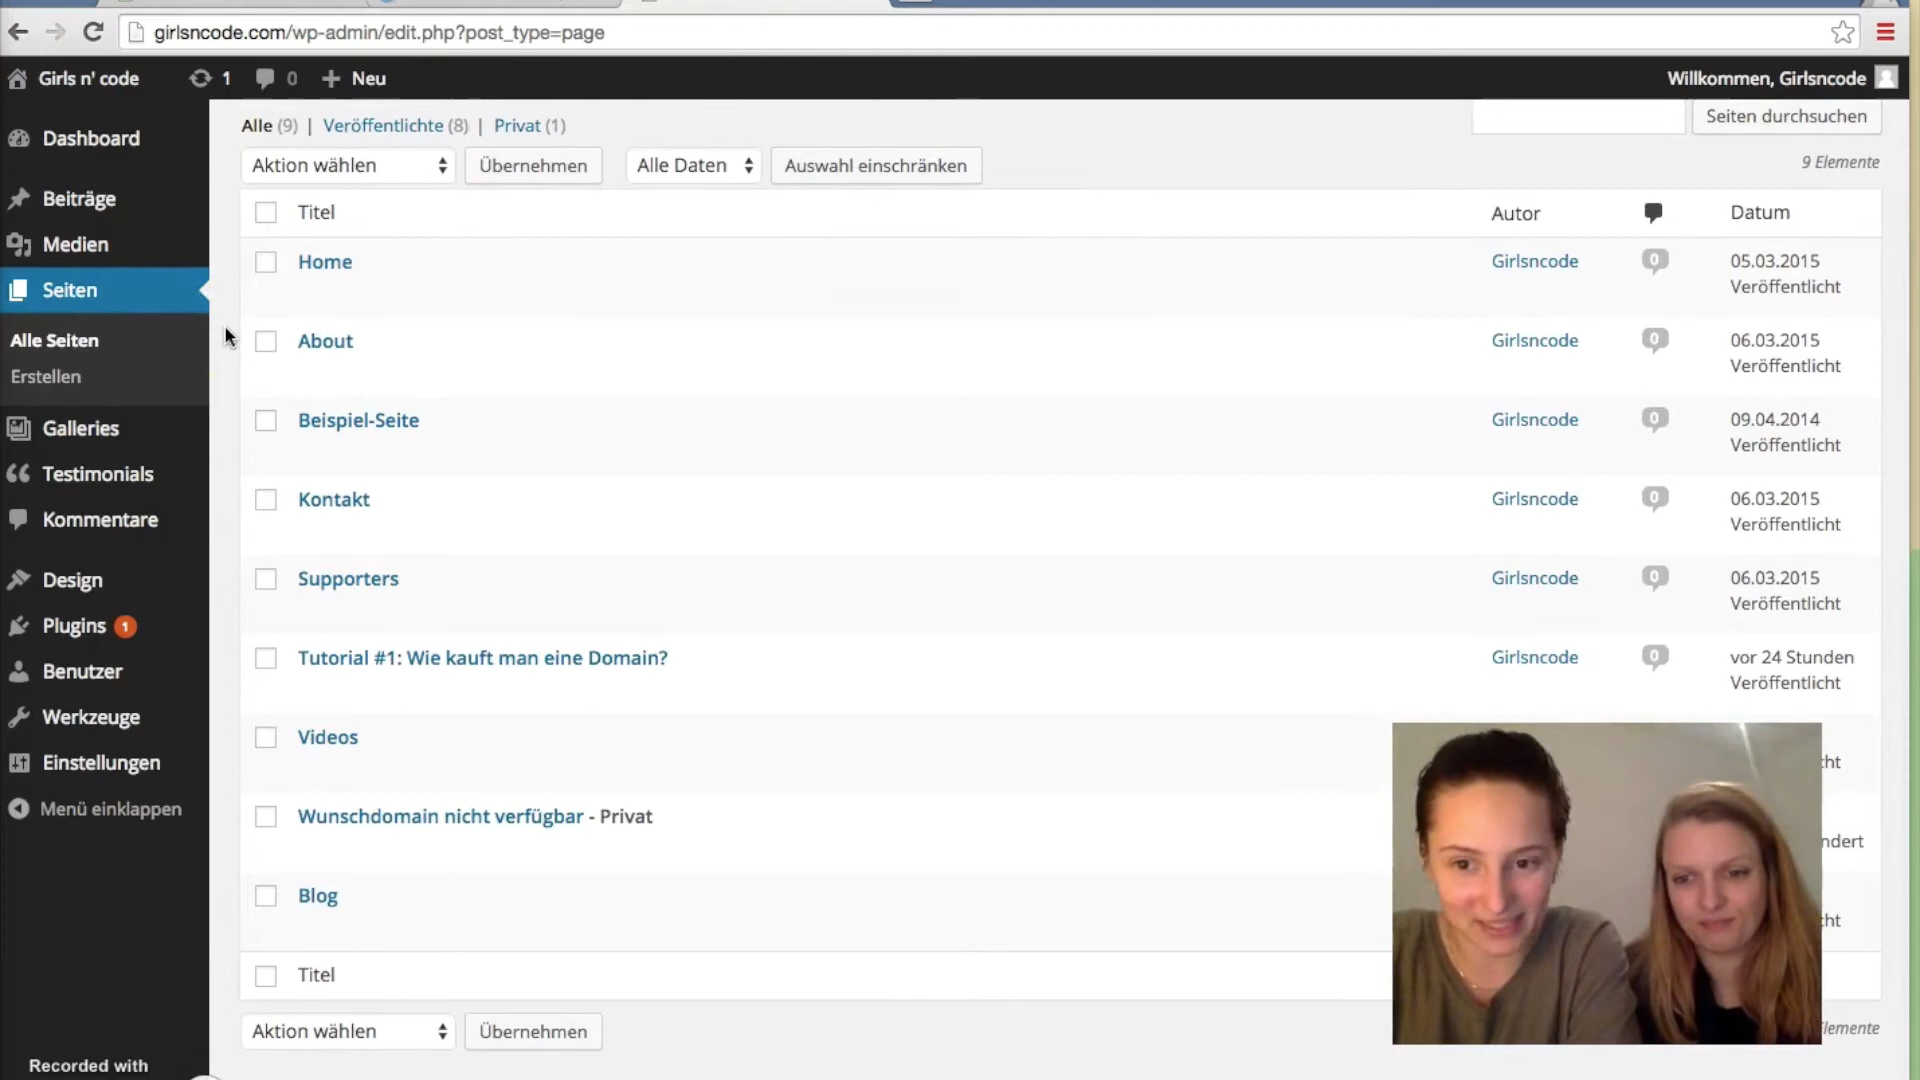 girlsncode.com/wp-admin/edit.php?post_type=page
Girls n' code 1 0 + Neu Willkommen, Girlsncode
Dashboard
Beiträge
Medien
Seiten
Alle Seiten
Erstellen
Galleries
Testimonials
Kommentare
Design
Plugins 1
Benutzer
Werkzeuge
Einstellungen
Menü einklappen
Recorded with
Alle (9) | Veröffentlichte (8) | Privat (1)
Seiten durchsuchen
Aktion wählen Übernehmen Alle Daten Auswahl einschränken 9 Elemente
Titel Autor Datum
Home Girlsncode 0 05.03.2015
Veröffentlicht
About Girlsncode 0 06.03.2015
Veröffentlicht
Beispiel-Seite Girlsncode 0 09.04.2014
Veröffentlicht
Kontakt Girlsncode 0 06.03.2015
Veröffentlicht
Supporters Girlsncode 0 06.03.2015
Veröffentlicht
Tutorial #1: Wie kauft man eine Domain? Girlsncode 0 vor 24 Stunden
Veröffentlicht
Videos
Wunschdomain nicht verfügbar - Privat
Blog
Titel
Aktion wählen Übernehmen